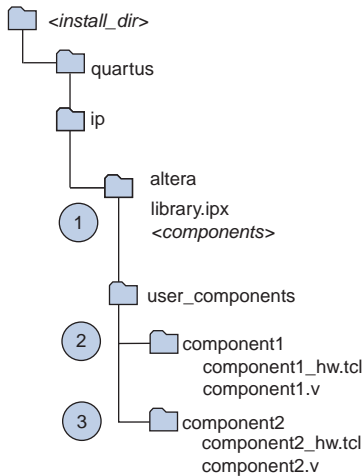 <install_dir>
quartus
ip
altera
library.ipx
<components>
1
user_components
2
component1
component1_hw.tcl
component1.v
3
component2
component2_hw.tcl
component2.v